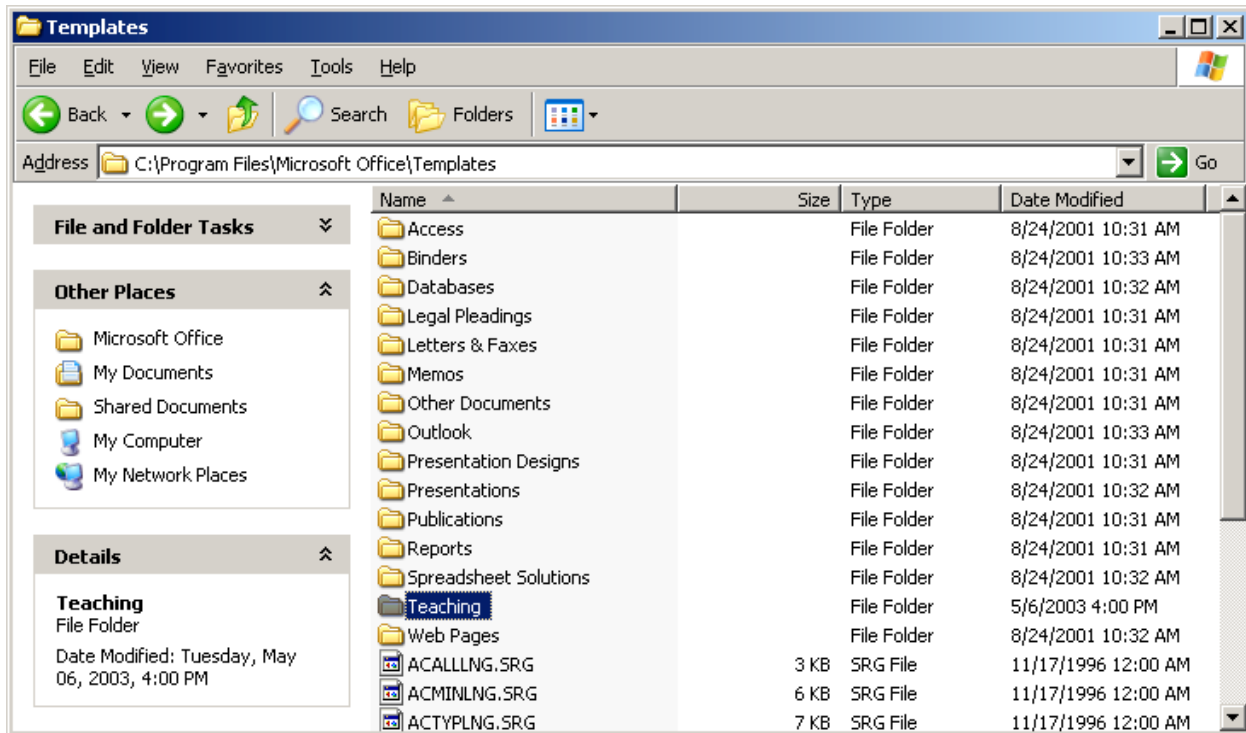 Templates
File Edit View Favorites Tools Help
Back Search Folders
Address C:\Program Files\Microsoft Office\Templates Go
File and Folder Tasks
Other Places
Microsoft Office
My Documents
Shared Documents
My Computer
My Network Places
Details
Teaching
File Folder
Date Modified: Tuesday, May
06, 2003, 4:00 PM
Name Size Type Date Modified
Access File Folder 8/24/2001 10:31 AM
Binders File Folder 8/24/2001 10:33 AM
Databases File Folder 8/24/2001 10:32 AM
Legal Pleadings File Folder 8/24/2001 10:31 AM
Letters & Faxes File Folder 8/24/2001 10:31 AM
Memos File Folder 8/24/2001 10:31 AM
Other Documents File Folder 8/24/2001 10:31 AM
Outlook File Folder 8/24/2001 10:33 AM
Presentation Designs File Folder 8/24/2001 10:31 AM
Presentations File Folder 8/24/2001 10:32 AM
Publications File Folder 8/24/2001 10:31 AM
Reports File Folder 8/24/2001 10:31 AM
Spreadsheet Solutions File Folder 8/24/2001 10:32 AM
Teaching File Folder 5/6/2003 4:00 PM
Web Pages File Folder 8/24/2001 10:32 AM
ACALLLNG.SRG 3 KB SRG File 11/17/1996 12:00 AM
ACMINLNG.SRG 6 KB SRG File 11/17/1996 12:00 AM
ACTYPLNG.SRG 7 KB SRG File 11/17/1996 12:00 AM